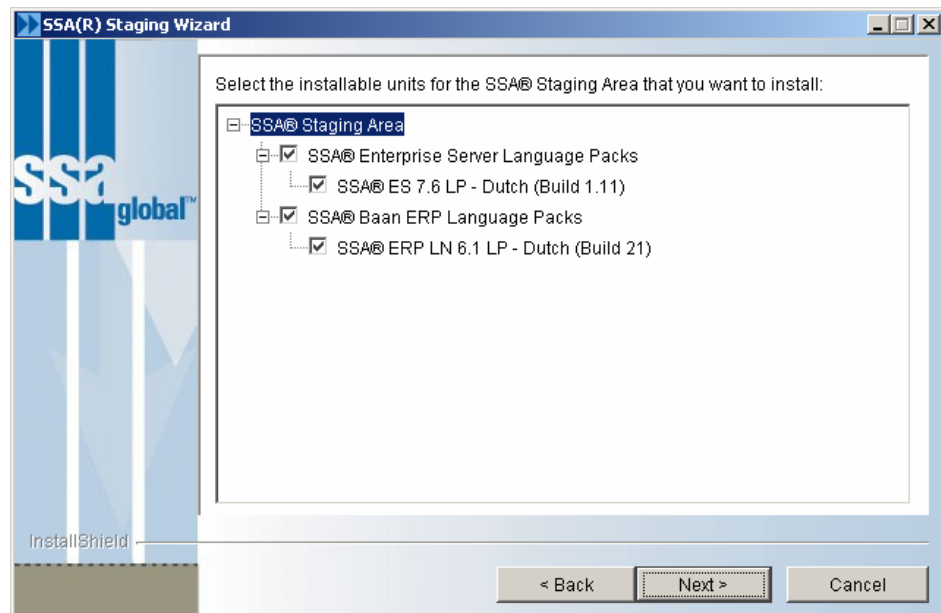 SSA(R) Staging Wizard
ssa
global™
Select the installable units for the SSA® Staging Area that you want to install:
SSA® Staging Area
SSA® Enterprise Server Language Packs
SSA® ES 7.6 LP - Dutch (Build 1.11)
SSA® Baan ERP Language Packs
SSA® ERP LN 6.1 LP - Dutch (Build 21)
InstallShield
< Back
Next >
Cancel